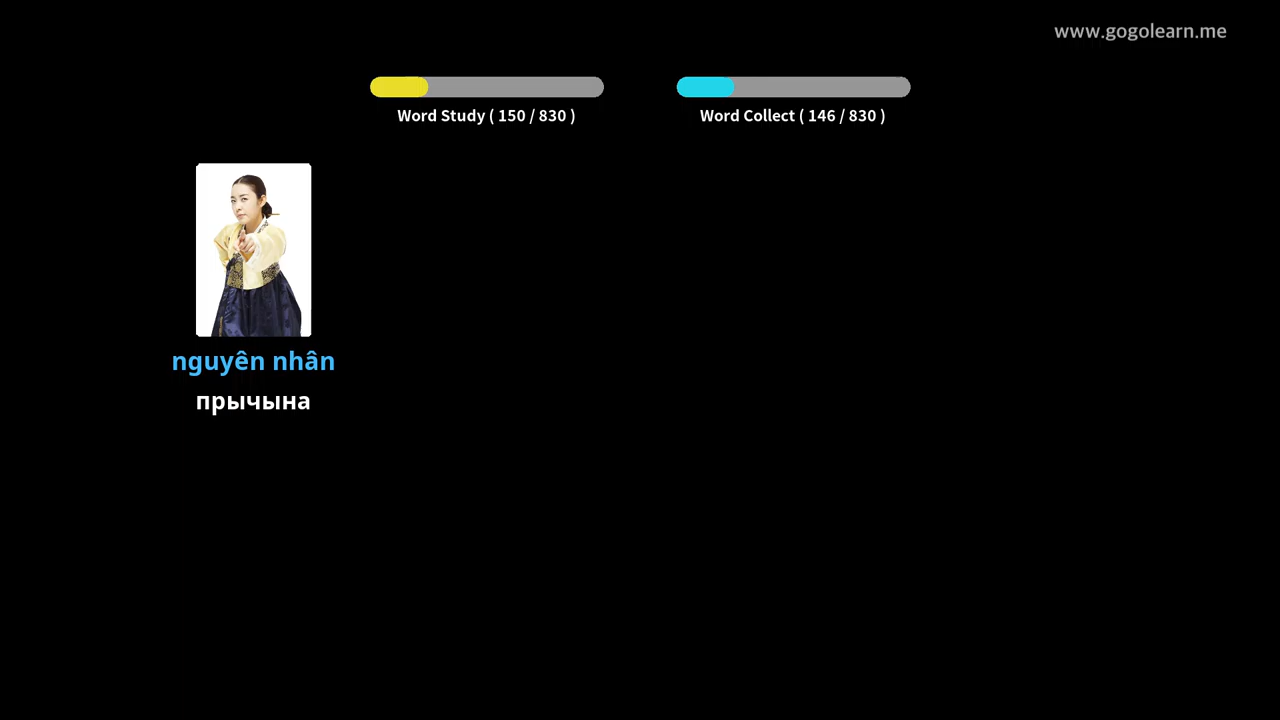 www.gogolearn.me
Word Study ( 150 / 830 )
Word Collect ( 146 / 830 )
nguyên nhân
прычына